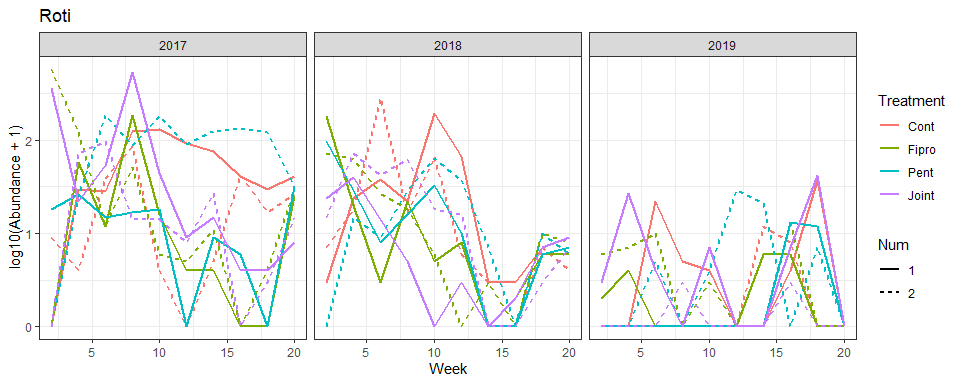 Roti
2017 2018 2019
log10(Abundance + 1)
2
1
0
5 10 15 20 5 10 15 20 5 10 15 20
Week
Treatment
Cont
Fipro
Pent
Joint
Num
1
2